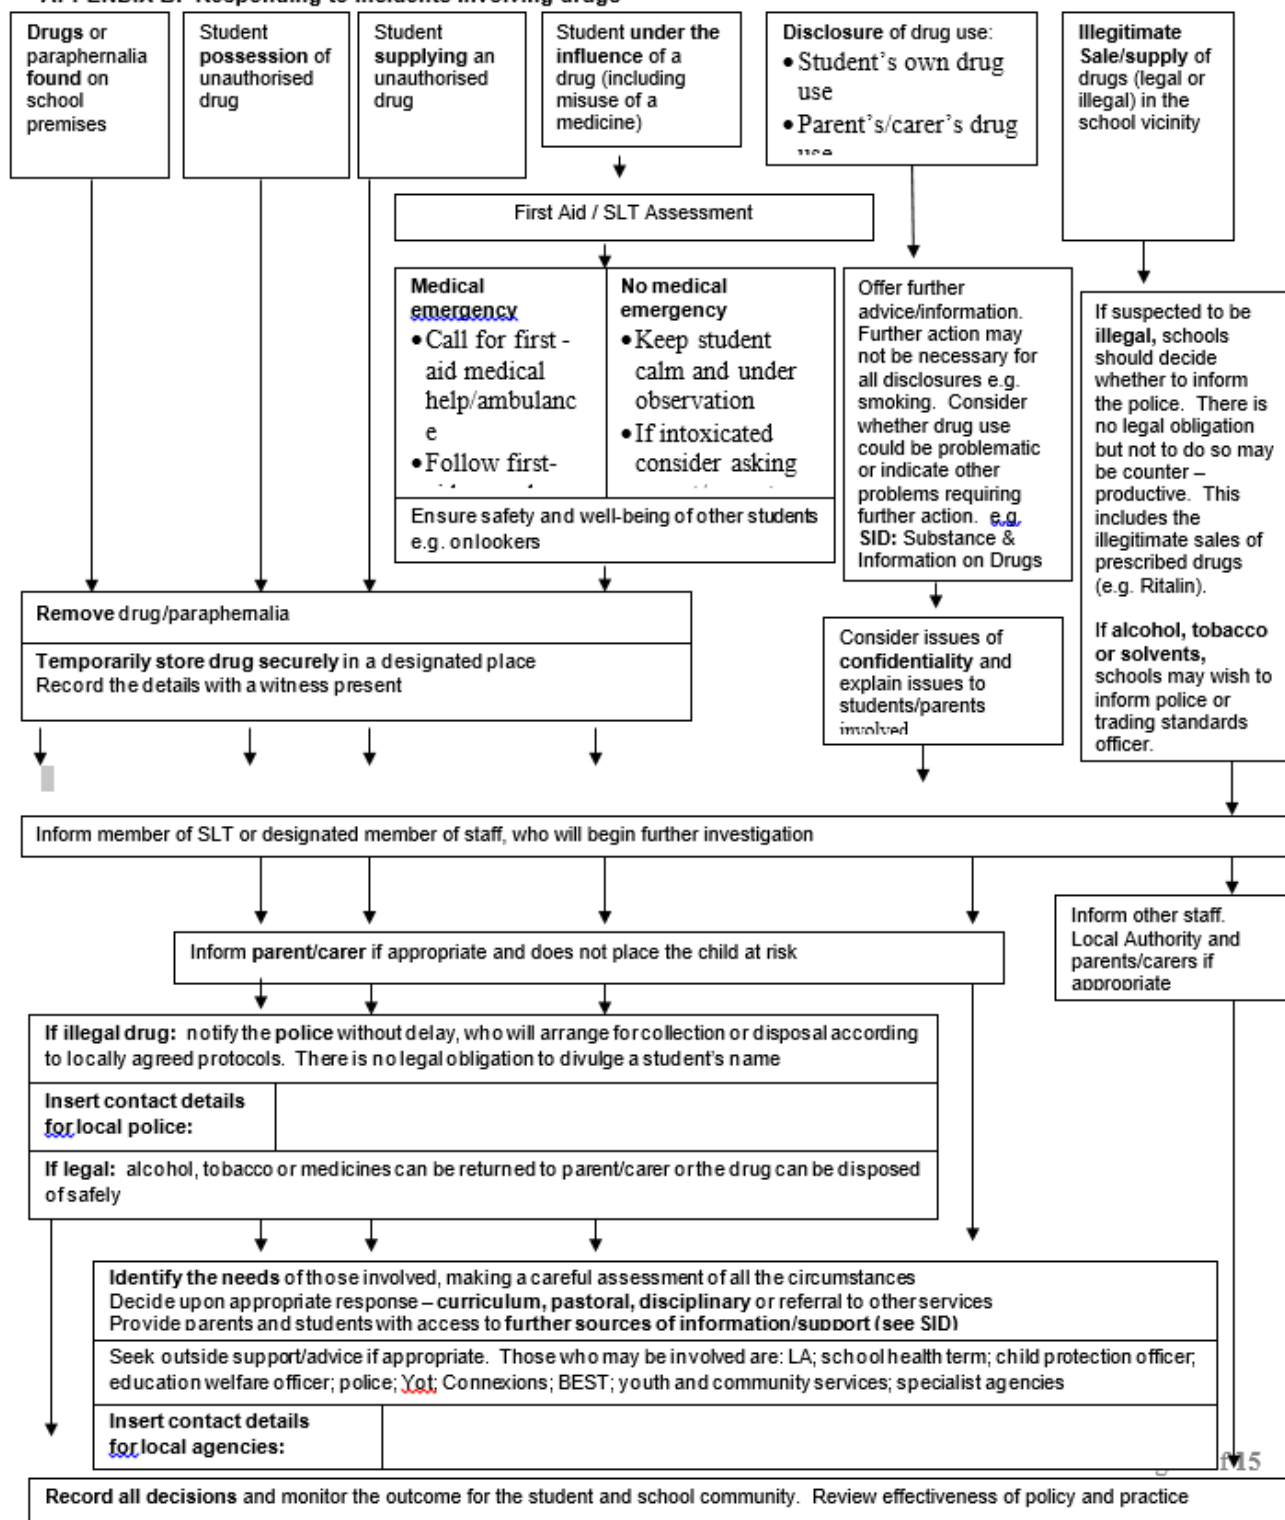 APPENDIX B: Responding to incidents involving drugs
Drugs or
paraphernalia
found on
school
premises
Student
possession of
unauthorised
drug
Student
supplying an
unauthorised
drug
Student under the
influence of a
drug (including
misuse of a
medicine)
Disclosure of drug use:
•Student’s own drug
use
•Parent’s/carer’s drug
use
Illegitimate
Sale/supply of
drugs (legal or
illegal) in the
school vicinity
First Aid / SLT Assessment
Medical
emergency
•Call for first -
aid medical
help/ambulanc
e
•Follow first-
No medical
emergency
•Keep student
calm and under
observation
•If intoxicated
consider asking
Ensure safety and well-being of other students
e.g. onlookers
Offer further
advice/information.
Further action may
not be necessary for
all disclosures e.g.
smoking. Consider
whether drug use
could be problematic
or indicate other
problems requiring
further action. e.g.
SID: Substance &
Information on Drugs
If suspected to be
illegal, schools
should decide
whether to inform
the police. There is
no legal obligation
but not to do so may
be counter –
productive. This
includes the
illegitimate sales of
prescribed drugs
(e.g. Ritalin).
If alcohol, tobacco
or solvents,
schools may wish to
inform police or
trading standards
officer.
Remove drug/paraphernalia
Temporarily store drug securely in a designated place
Record the details with a witness present
Consider issues of
confidentiality and
explain issues to
students/parents
involved
Inform member of SLT or designated member of staff, who will begin further investigation
Inform parent/carer if appropriate and does not place the child at risk
Inform other staff.
Local Authority and
parents/carers if
appropriate
If illegal drug: notify the police without delay, who will arrange for collection or disposal according
to locally agreed protocols. There is no legal obligation to divulge a student’s name
Insert contact details
for local police:
If legal: alcohol, tobacco or medicines can be returned to parent/carer or the drug can be disposed
of safely
Identify the needs of those involved, making a careful assessment of all the circumstances
Decide upon appropriate response – curriculum, pastoral, disciplinary or referral to other services
Provide parents and students with access to further sources of information/support (see SID)
Seek outside support/advice if appropriate. Those who may be involved are: LA; school health term; child protection officer;
education welfare officer; police; Yot; Connexions; BEST; youth and community services; specialist agencies
Insert contact details
for local agencies:
15
Record all decisions and monitor the outcome for the student and school community. Review effectiveness of policy and practice